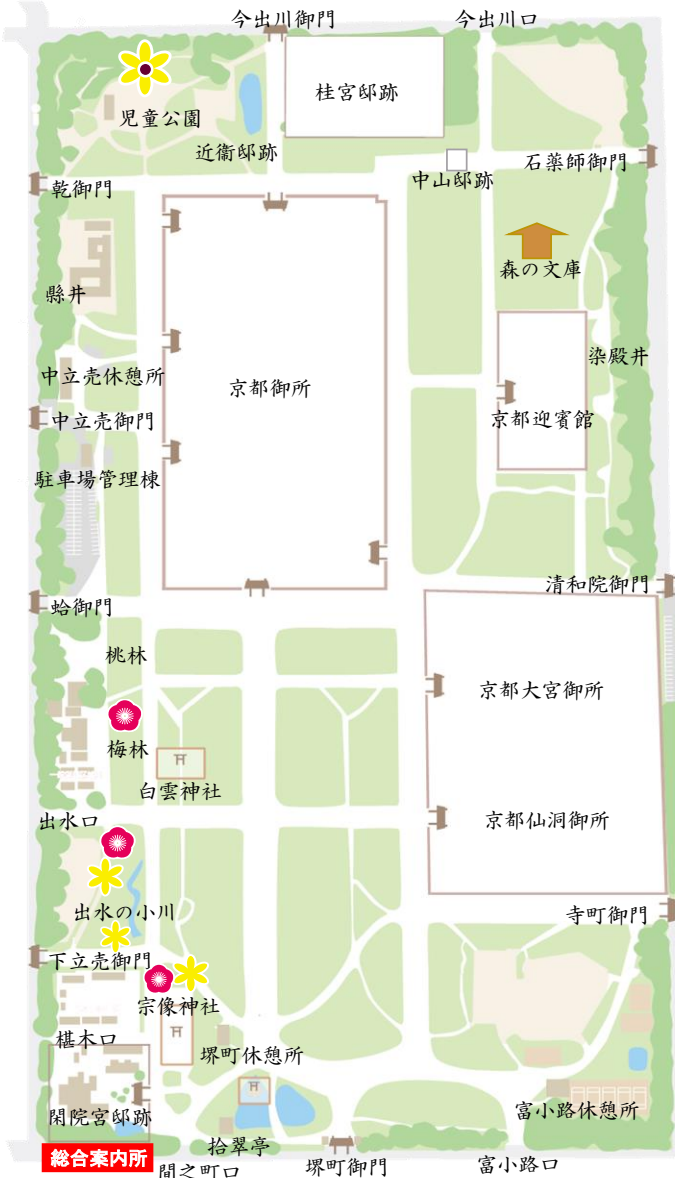 今出川御門
今出川口
桂宮邸跡
児童公園
近衞邸跡
石薬師御門
中山邸跡
乾御門
森の文庫
縣井
染殿井
中立売休憩所
京都御所
中立売御門
京都迎賓館
駐車場管理棟
清和院御門
蛤御門
桃林
京都大宮御所
梅林
白雲神社
出水口
京都仙洞御所
出水の小川
寺町御門
下立売御門
宗像神社
椹木口
堺町休憩所
閑院宮邸跡
富小路休憩所
拾翠亭
総合案内所
間之町口
堺町御門
富小路口